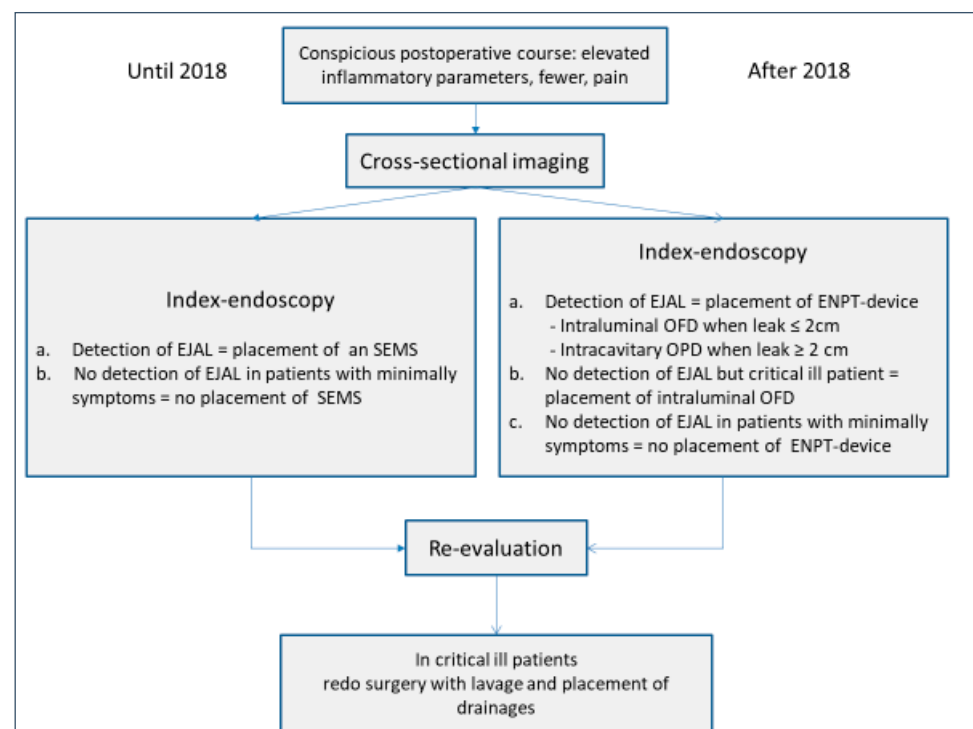 Until 2018
Conspicious postoperative course: elevated
inflammatory parameters, fewer, pain
After 2018
Cross-sectional imaging
Index-endoscopy
a. Detection of EJAL = placement of an SEMS
b. No detection of EJAL in patients with minimally
symptoms = no placement of SEMS
Index-endoscopy
a. Detection of EJAL = placement of ENPT-device
- Intraluminal OFD when leak ≤ 2cm
- Intracavitary OPD when leak ≥ 2 cm
b. No detection of EJAL but critical ill patient =
placement of intraluminal OFD
c. No detection of EJAL in patients with minimally
symptoms = no placement of ENPT-device
Re-evaluation
In critical ill patients
redo surgery with lavage and placement of
drainages